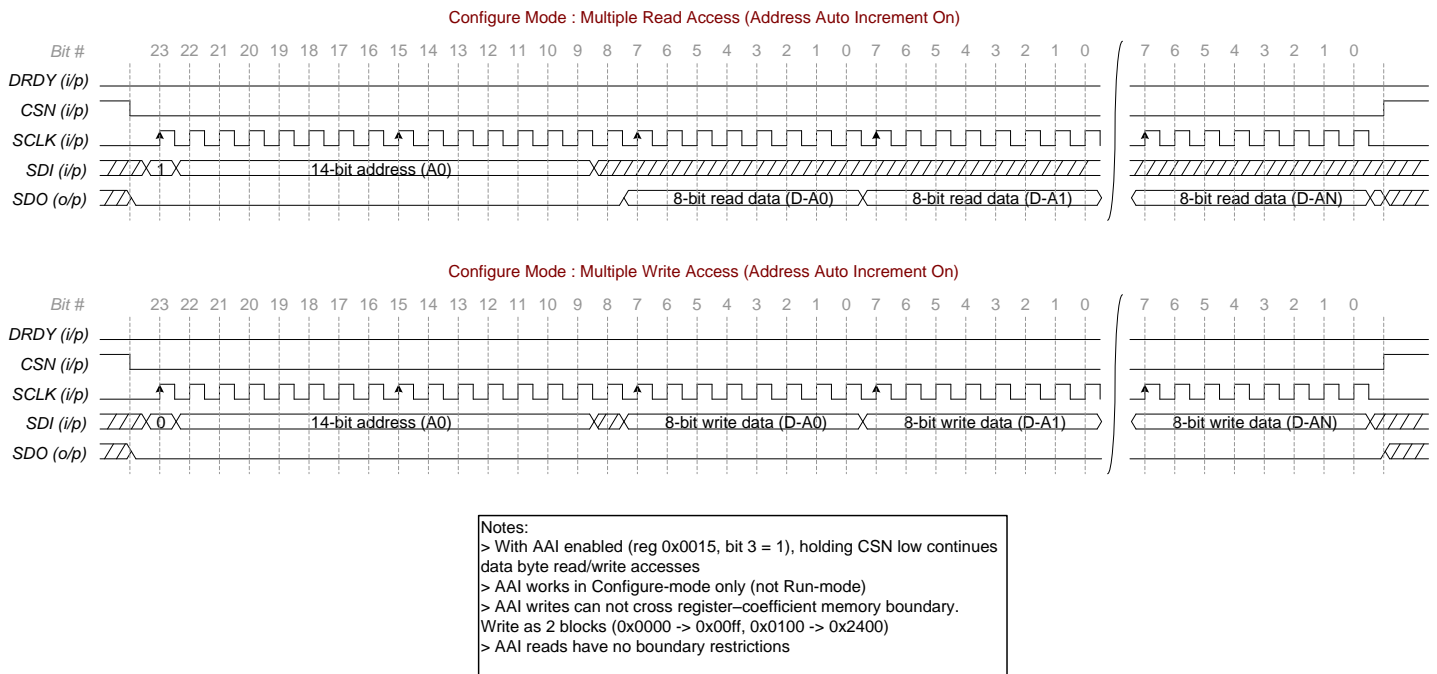 Configure Mode : Multiple Read Access (Address Auto Increment On)
Bit # 23 22 21 20 19 18 17 16 15 14 13 12 11 10 9 8 7 6 5 4 3 2 1 0 7 6 5 4 3 2 1 0 7 6 5 4 3 2 1 0
DRDY (i/p)
CSN (i/p)
SCLK (i/p)
SDI (i/p) 1 14-bit address (A0)
SDO (o/p) 8-bit read data (D-A0) 8-bit read data (D-A1) 8-bit read data (D-AN)
Configure Mode : Multiple Write Access (Address Auto Increment On)
Bit # 23 22 21 20 19 18 17 16 15 14 13 12 11 10 9 8 7 6 5 4 3 2 1 0 7 6 5 4 3 2 1 0 7 6 5 4 3 2 1 0
DRDY (i/p)
CSN (i/p)
SCLK (i/p)
SDI (i/p) 0 14-bit address (A0) 8-bit write data (D-A0) 8-bit write data (D-A1) 8-bit write data (D-AN)
SDO (o/p)
Notes:
> With AAI enabled (reg 0x0015, bit 3 = 1), holding CSN low continues
data byte read/write accesses
> AAI works in Configure-mode only (not Run-mode)
> AAI writes can not cross register–coefficient memory boundary.
Write as 2 blocks (0x0000 -> 0x00ff, 0x0100 -> 0x2400)
> AAI reads have no boundary restrictions